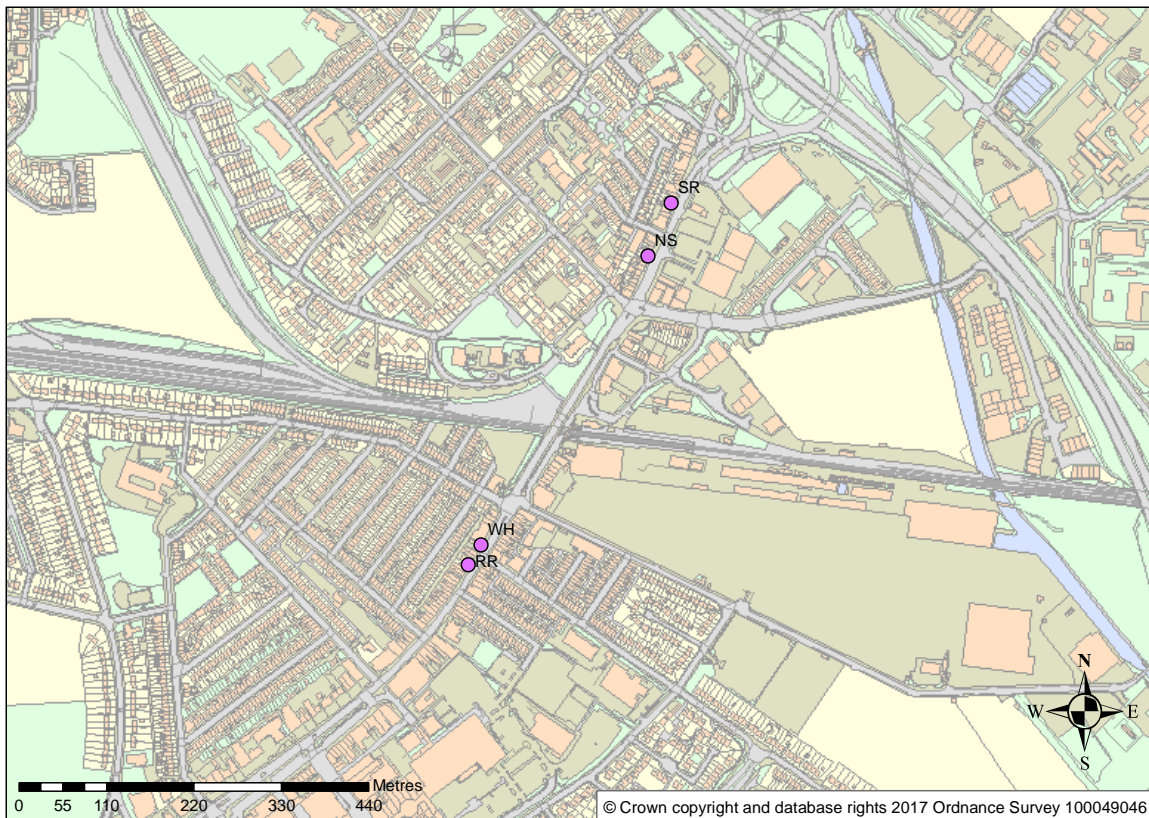 SR
NS
WH
RR
N
W E
S
Metres
0 55 110 220 330 440
© Crown copyright and database rights 2017 Ordnance Survey 100049046